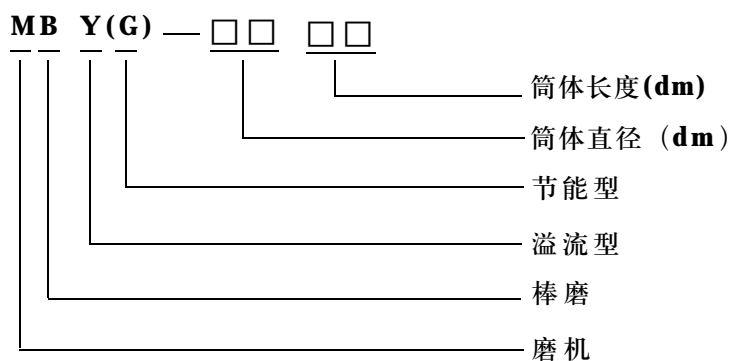 MB Y(G) — □□ □□
筒体长度(dm)
筒体直径（dm）
节能型
溢流型
棒磨
磨机